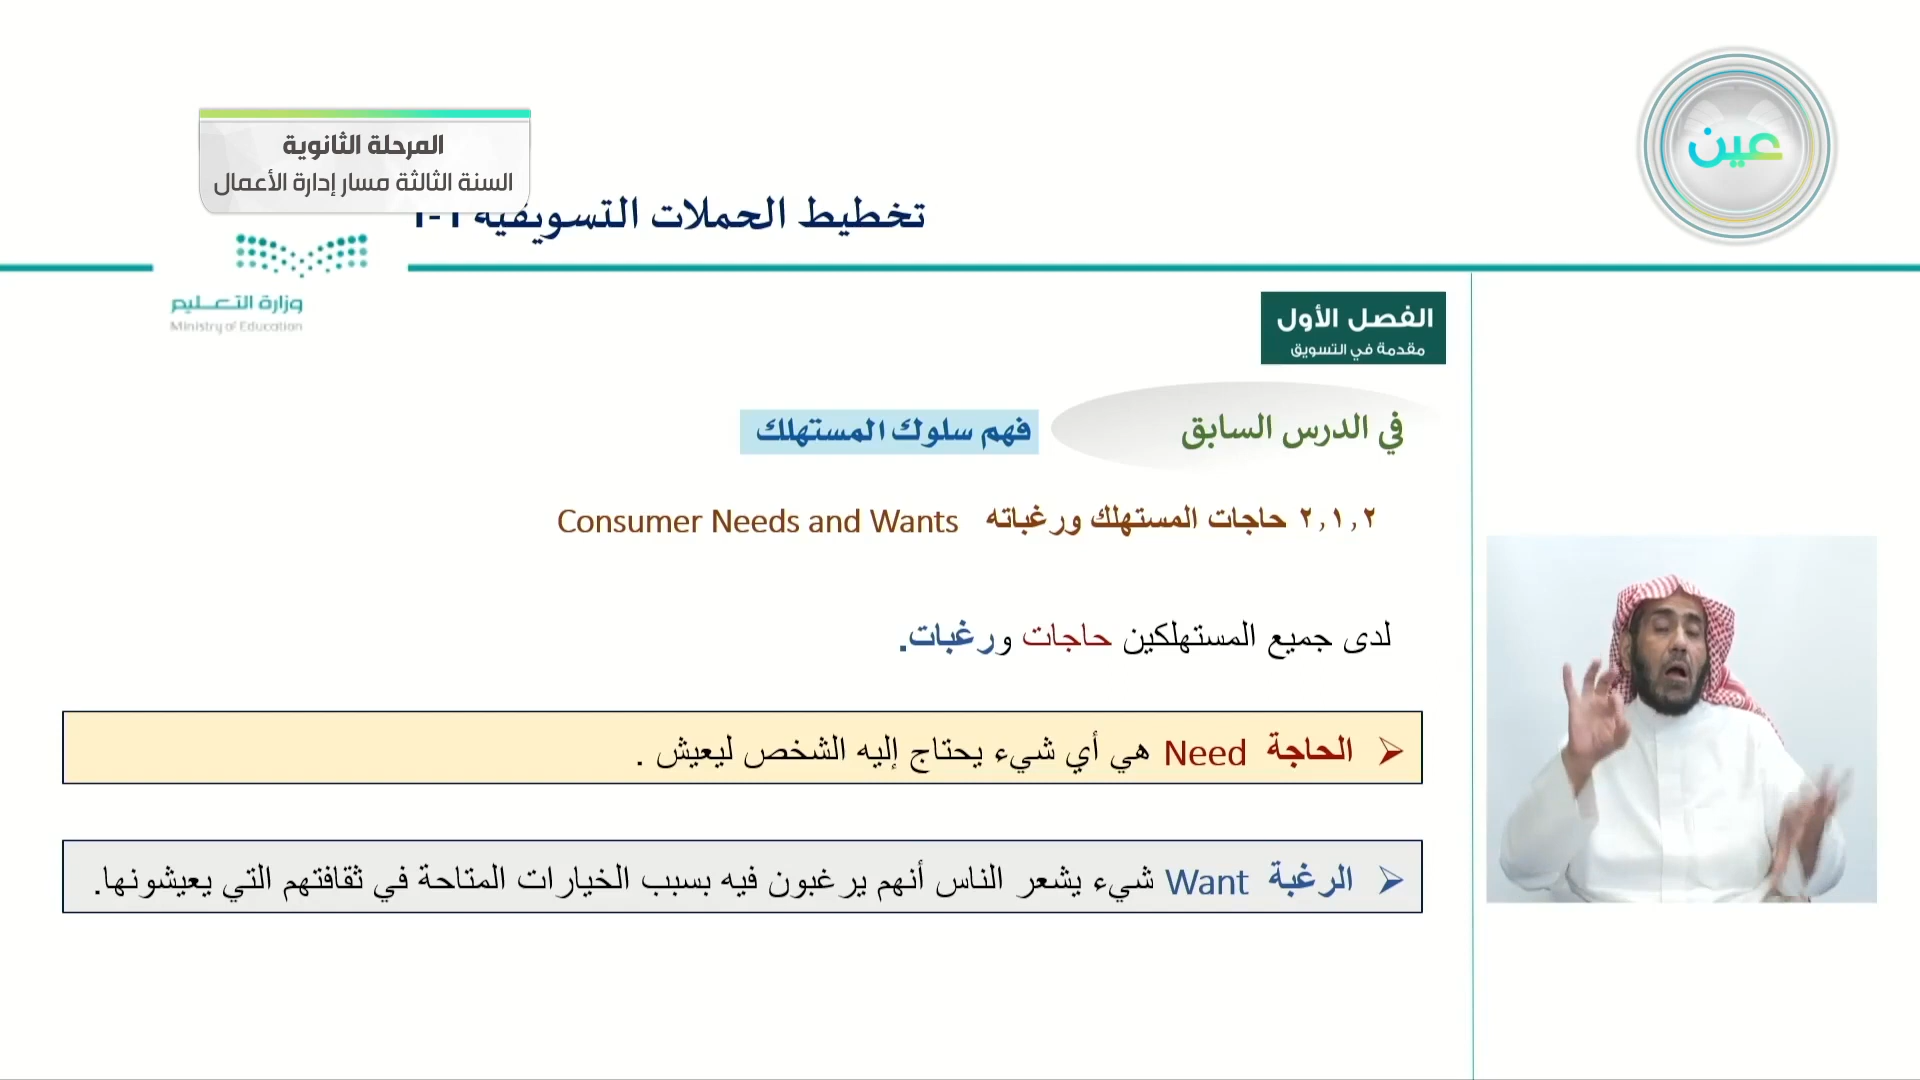 عين
المرحلة الثانوية
السنة الثالثة مسار إدارة الأعمال
تخطيط الحملات التسويقية ١-١
وزارة التعليم
Ministry of Education
الفصل الأول
مقدمة في التسويق
في الدرس السابق
فهم سلوك المستهلك
٢,١,٢ حاجات المستهلك ورغباته Consumer Needs and Wants
لدى جميع المستهلكين حاجات ورغبات.
الحاجة Need هي أي شيء يحتاج إليه الشخص ليعيش .
الرغبة Want شيء يشعر الناس أنهم يرغبون فيه بسبب الخيارات المتاحة في ثقافتهم التي يعيشونها.